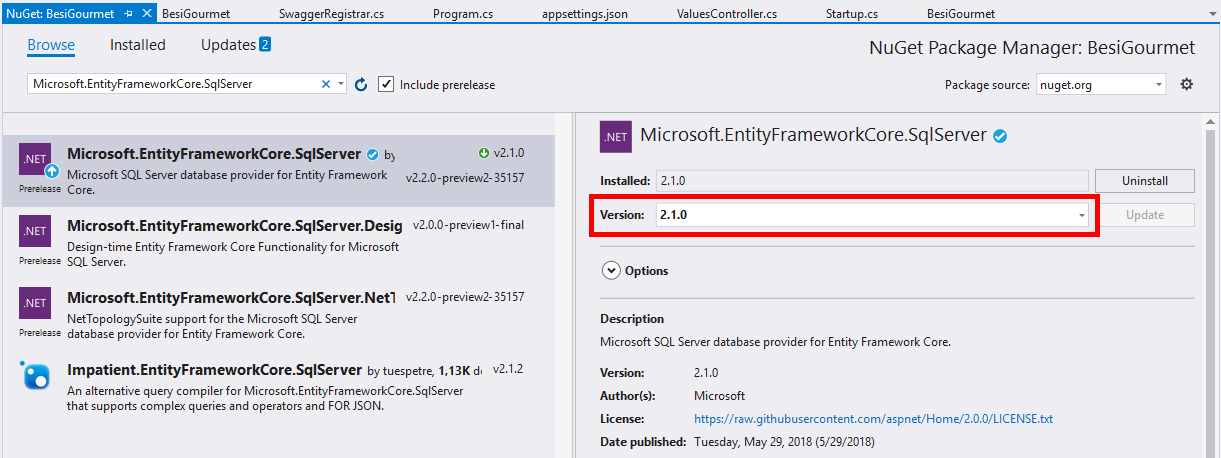 NuGet: BesiGourmet BesiGourmet SwaggerRegistrar.cs Program.cs appsettings.json ValuesController.cs Startup.cs BesiGourmet
Browse Installed Updates 2
NuGet Package Manager: BesiGourmet
Microsoft.EntityFrameworkCore.SqlServer Include prerelease
Package source: nuget.org
.NET
Prerelease
Microsoft.EntityFrameworkCore.SqlServer by v2.1.0
Microsoft SQL Server database provider for Entity Framework v2.2.0-preview2-35157
Core.
.NET
Prerelease
Microsoft.EntityFrameworkCore.SqlServer.Desig v2.0.0-preview1-final
Design-time Entity Framework Core Functionality for Microsoft
SQL Server.
.NET
Prerelease
Microsoft.EntityFrameworkCore.SqlServer.NetT v2.2.0-preview2-35157
NetTopologySuite support for the Microsoft SQL Server
database provider for Entity Framework Core.
Impatient.EntityFrameworkCore.SqlServer by tuespetre, 1,13K v2.1.2
An alternative query compiler for Microsoft.EntityFrameworkCore.SqlServer
that supports complex queries and operators and FOR JSON.
.NET Microsoft.EntityFrameworkCore.SqlServer
Installed: 2.1.0 Uninstall
Version: 2.1.0 Update
Options
Description
Microsoft SQL Server database provider for Entity Framework Core.
Version: 2.1.0
Author(s): Microsoft
License: https://raw.githubusercontent.com/aspnet/Home/2.0.0/LICENSE.txt
Date published: Tuesday, May 29, 2018 (5/29/2018)